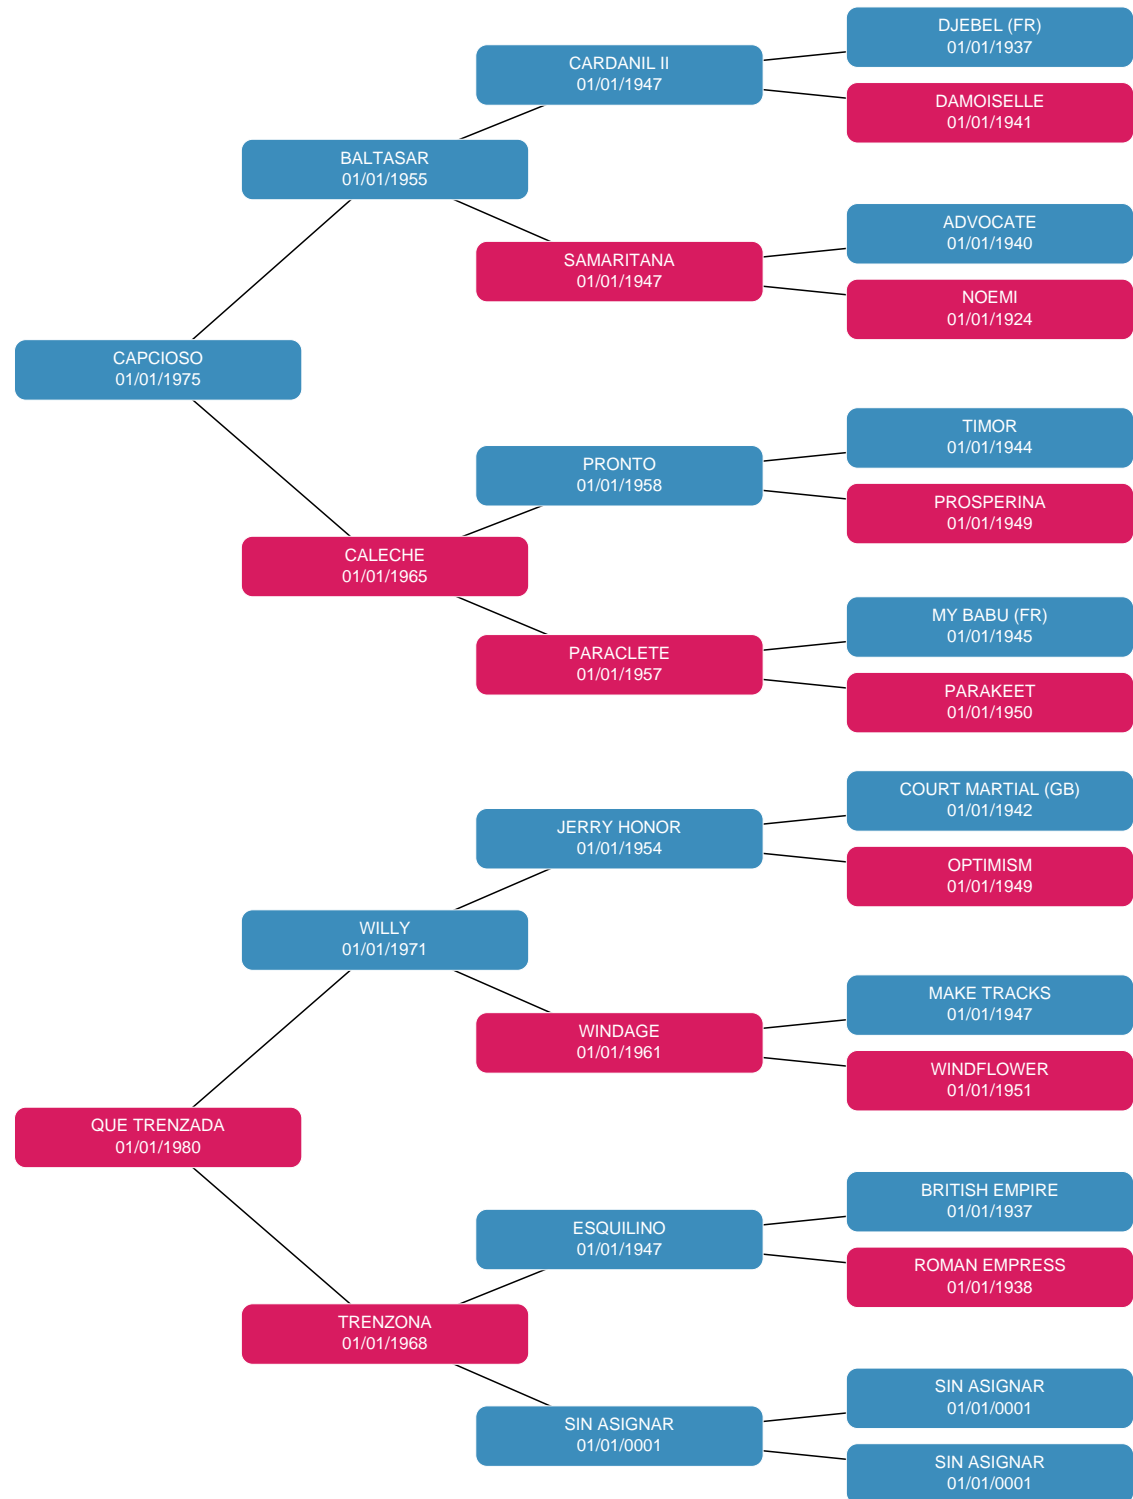 DJEBEL (FR)
01/01/1937
CARDANIL II
01/01/1947
DAMOISELLE
01/01/1941
BALTASAR
01/01/1955
ADVOCATE
01/01/1940
SAMARITANA
01/01/1947
NOEMI
01/01/1924
CAPCIOSO
01/01/1975
TIMOR
01/01/1944
PRONTO
01/01/1958
PROSPERINA
01/01/1949
CALECHE
01/01/1965
MY BABU (FR)
01/01/1945
PARACLETE
01/01/1957
PARAKEET
01/01/1950
COURT MARTIAL (GB)
01/01/1942
JERRY HONOR
01/01/1954
OPTIMISM
01/01/1949
WILLY
01/01/1971
MAKE TRACKS
01/01/1947
WINDAGE
01/01/1961
WINDFLOWER
01/01/1951
QUE TRENZADA
01/01/1980
BRITISH EMPIRE
01/01/1937
ESQUILINO
01/01/1947
ROMAN EMPRESS
01/01/1938
TRENZONA
01/01/1968
SIN ASIGNAR
01/01/0001
SIN ASIGNAR
01/01/0001
SIN ASIGNAR
01/01/0001